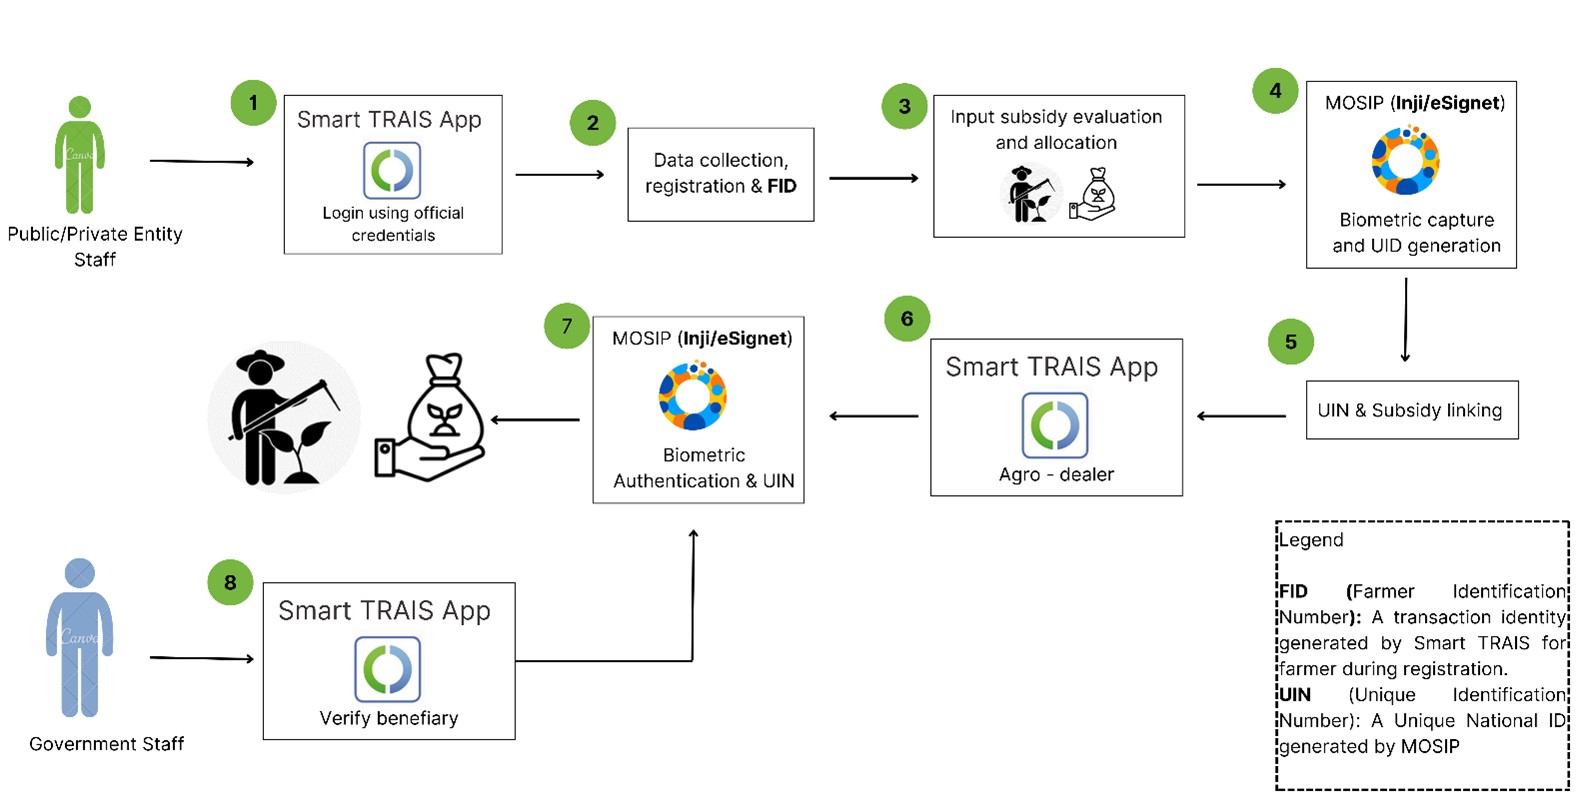 1
Smart TRAIS App
Login using official
credentials
Canva
Public/Private Entity
Staff
2
Data collection,
registration & FID
3
Input subsidy evaluation
and allocation
4
MOSIP (Inji/eSignet)
Biometric capture
and UID generation
5
UIN & Subsidy linking
6
Smart TRAIS App
Agro - dealer
7
MOSIP (Inji/eSignet)
Biometric
Authentication & UIN
8
Smart TRAIS App
Verify benefiary
Canva
Government Staff
Legend
FID (Farmer Identification
Number): A transaction identity
generated by Smart TRAIS for
farmer during registration.
UIN (Unique Identification
Number): A Unique National ID
generated by MOSIP